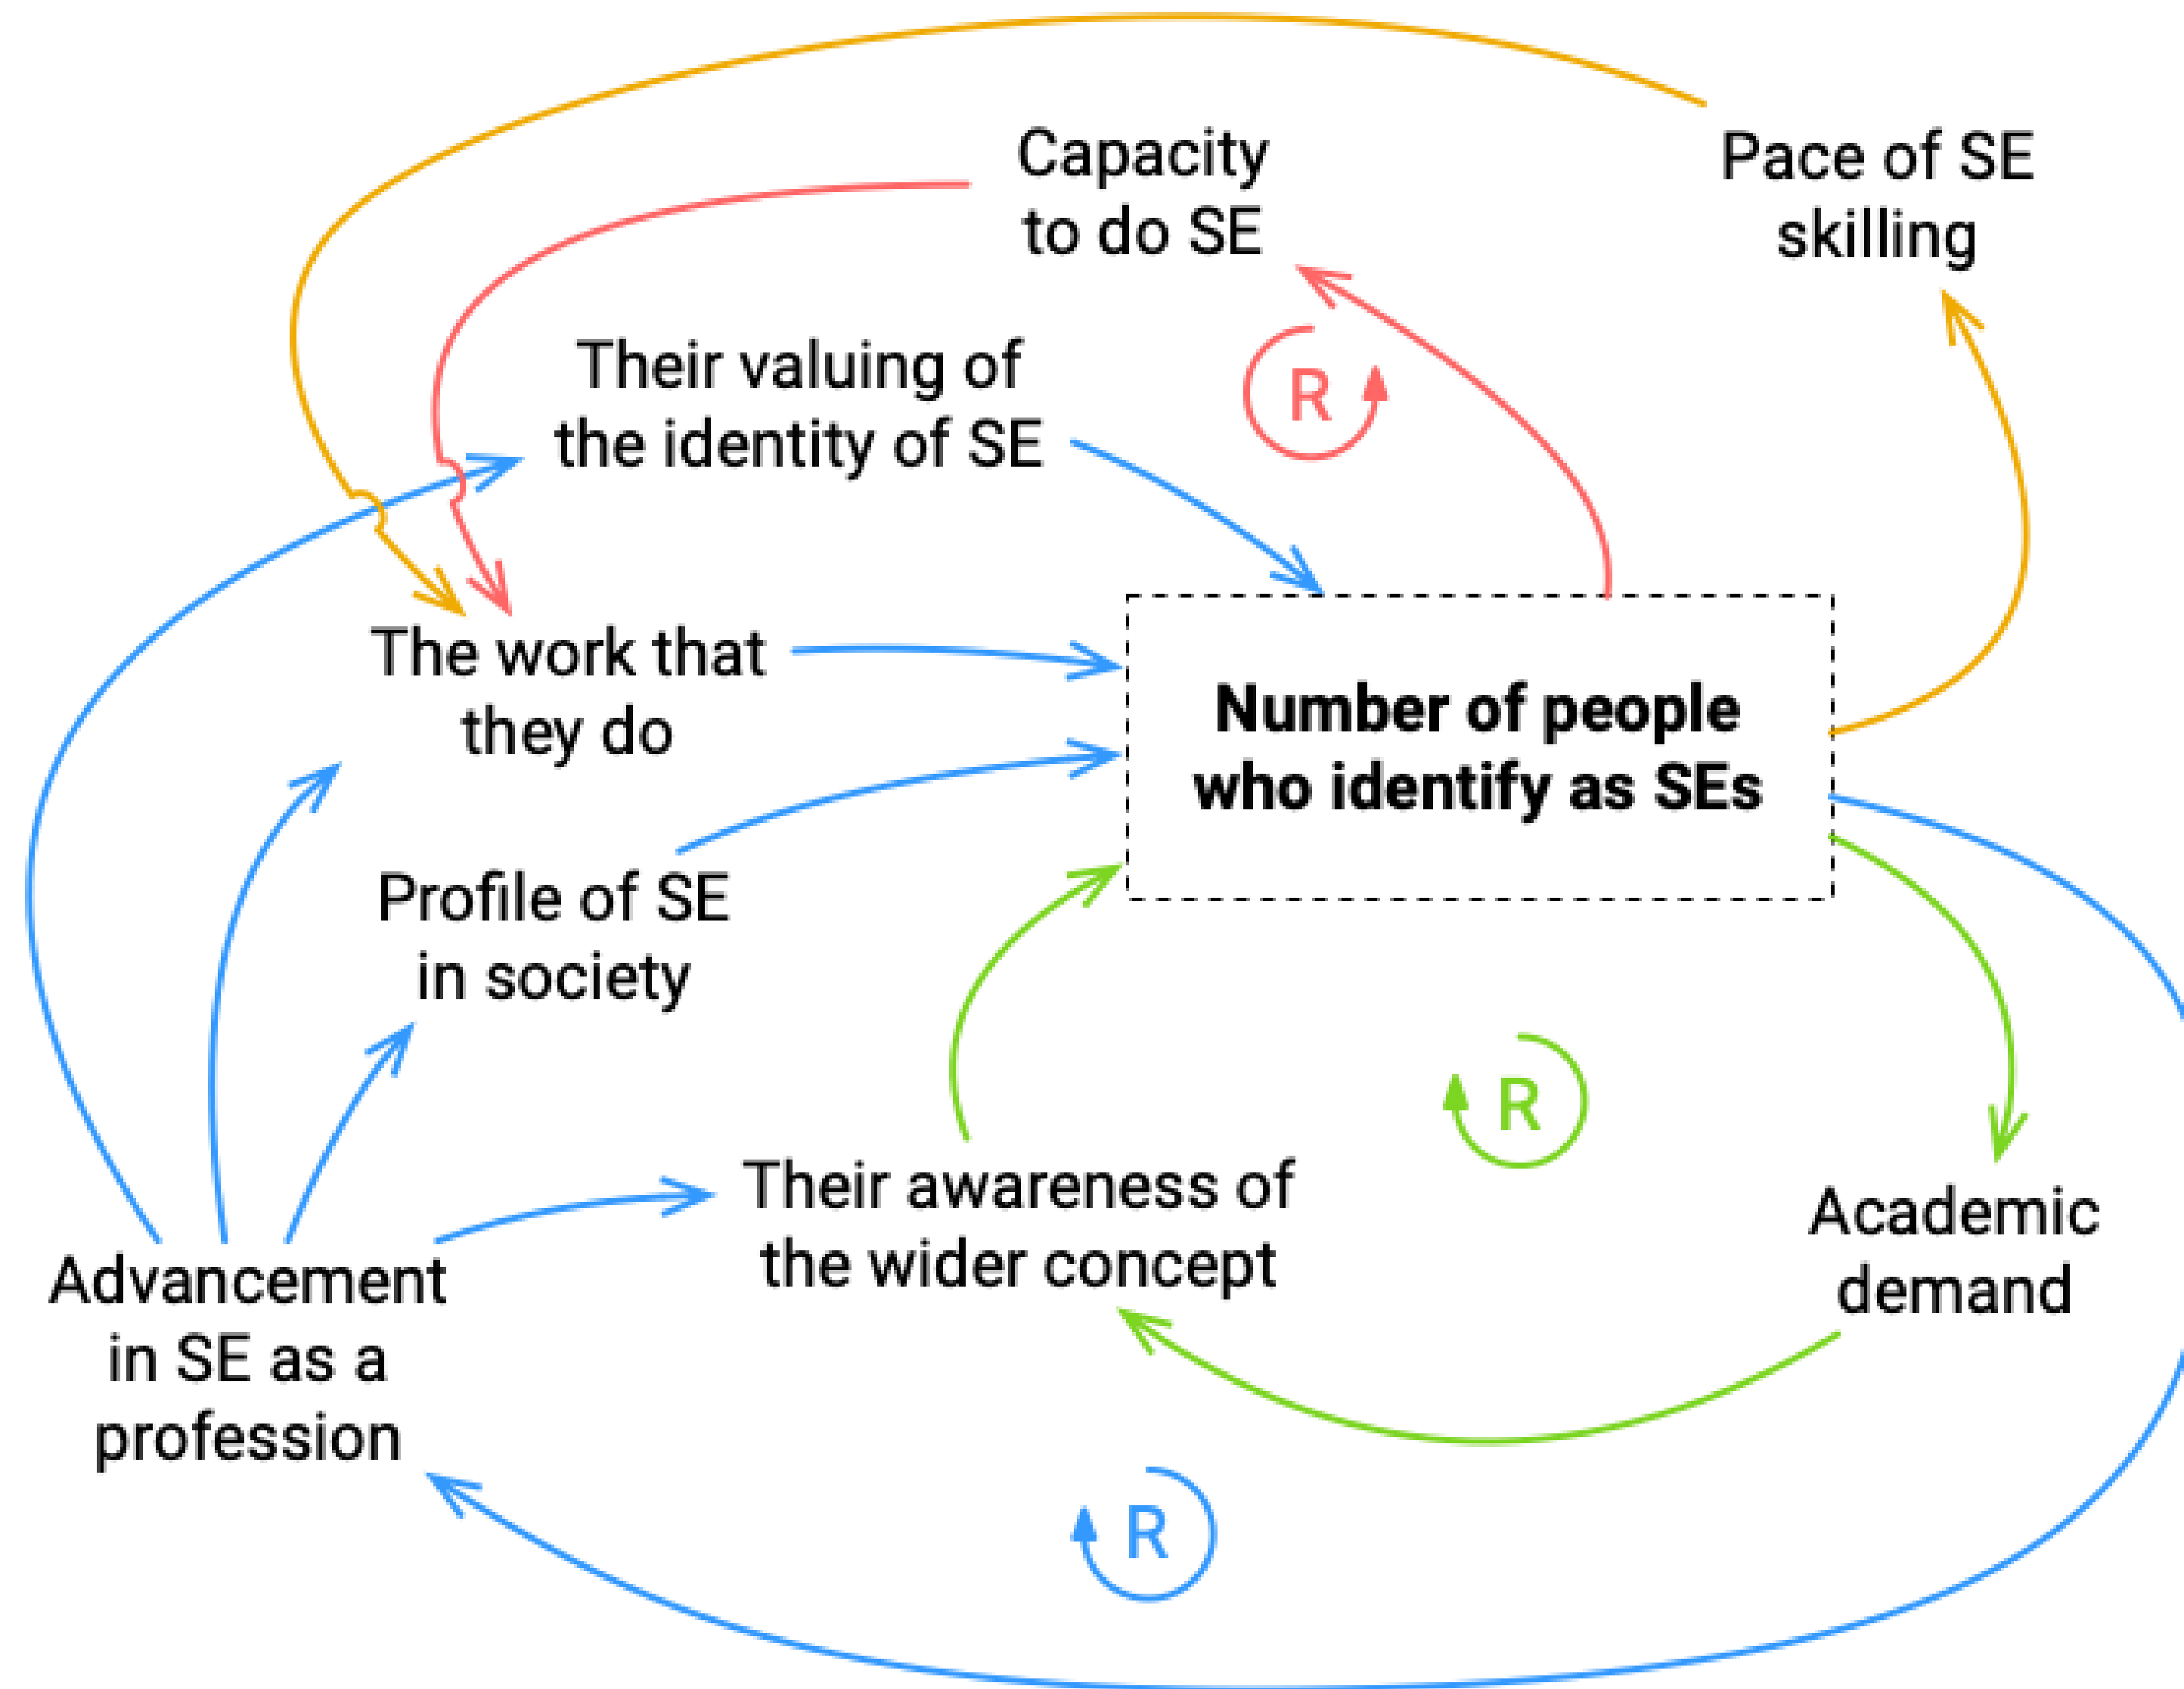 Capacity
to do SE
Pace of SE
skilling
Their valuing of
the identity of SE
R
The work that
they do
Number of people
who identify as SEs
Profile of SE
in society
R
Their awareness of
the wider concept
Academic
demand
Advancement
in SE as a
profession
R